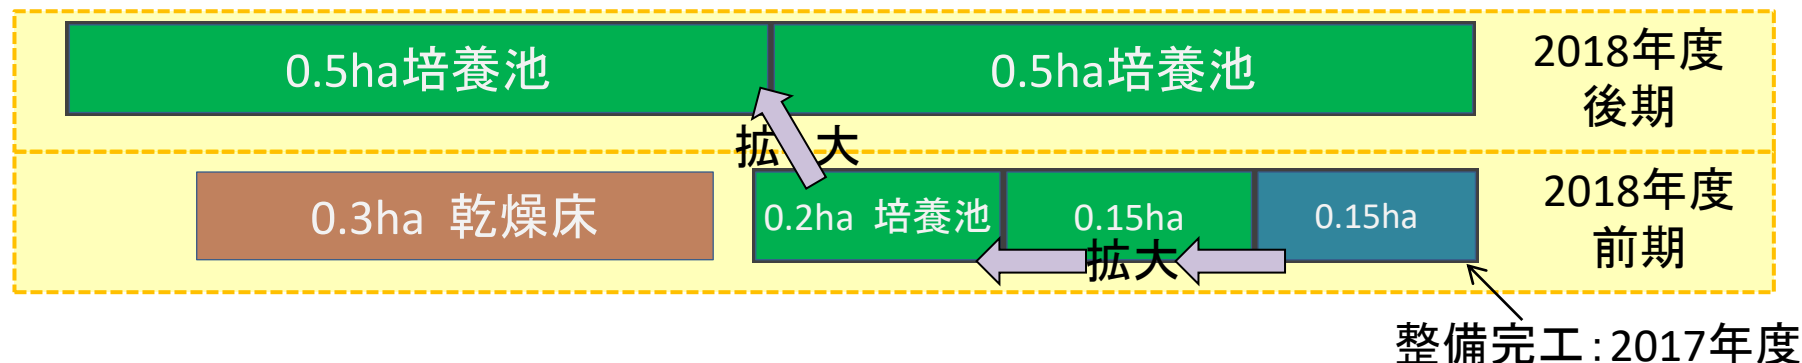 0.5ha培養池
0.5ha培養池
2018年度
後期
拡大
0.3ha 乾燥床
0.2ha 培養池
0.15ha
0.15ha
2018年度
前期
拡大
整備完工:2017年度